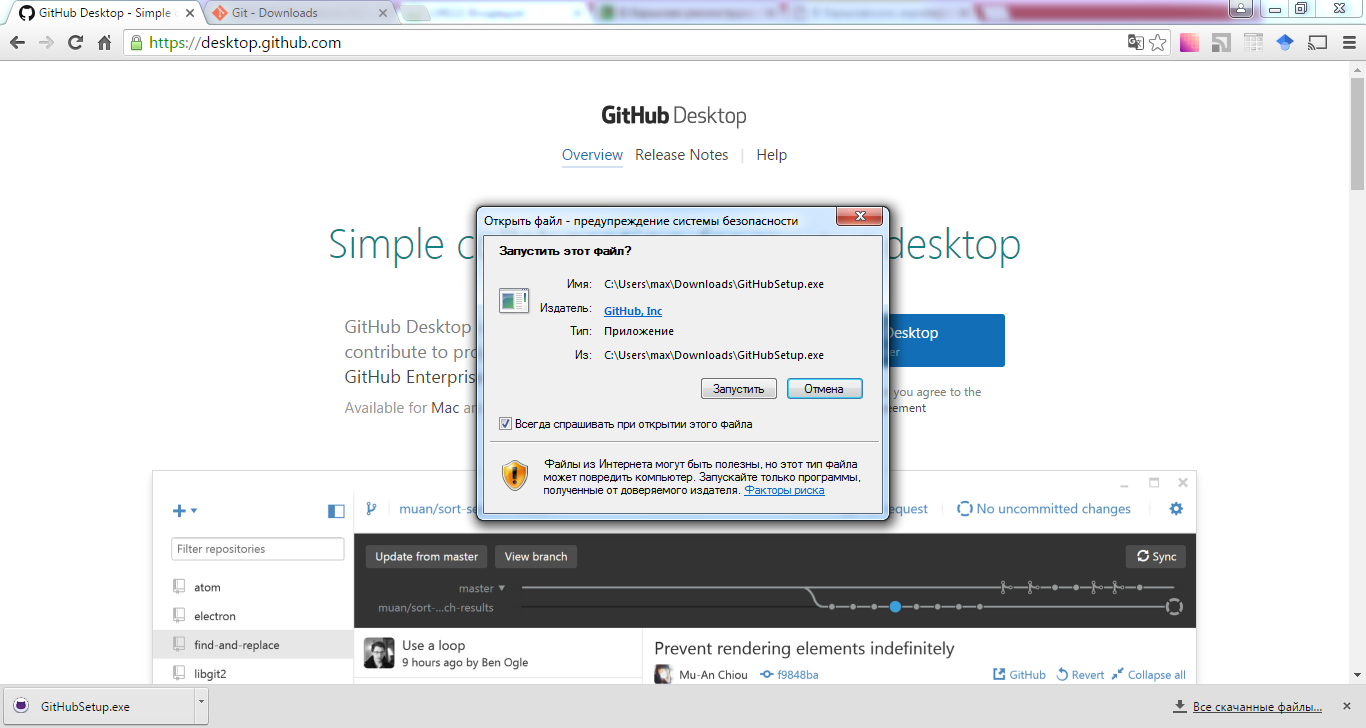 GitHub Desktop - Simple
Git - Downloads
https://desktop.github.com
GitHub Desktop
Overview Release Notes Help
Simple c
desktop
Открыть файл - предупреждение системы безопасности
Запустить этот файл?
Имя: C:\Users\max\Downloads\GitHubSetup.exe
Издатель: GitHub, Inc
Тип: Приложение
Из: C:\Users\max\Downloads\GitHubSetup.exe
Запустить Отмена
Всегда спрашивать при открытии этого файла
Файлы из Интернета могут быть полезны, но этот тип файла
может повредить компьютер. Запускайте только программы,
полученные от доверяемого издателя. Факторы риска
GitHub Desktop
contribute to pro
GitHub Enterpris
Available for Mac an
Desktop
er
you agree to the
eement
muan/sort-se
equest
No uncommitted changes
Filter repositories
Update from master View branch Sync
master
muan/sort-...ch-results
atom
electron
find-and-replace
libgit2
Use a loop
9 hours ago by Ben Ogle
Prevent rendering elements indefinitely
Mu-An Chiou f9848ba GitHub Revert Collapse all
GitHubSetup.exe
Все скачанные файлы...